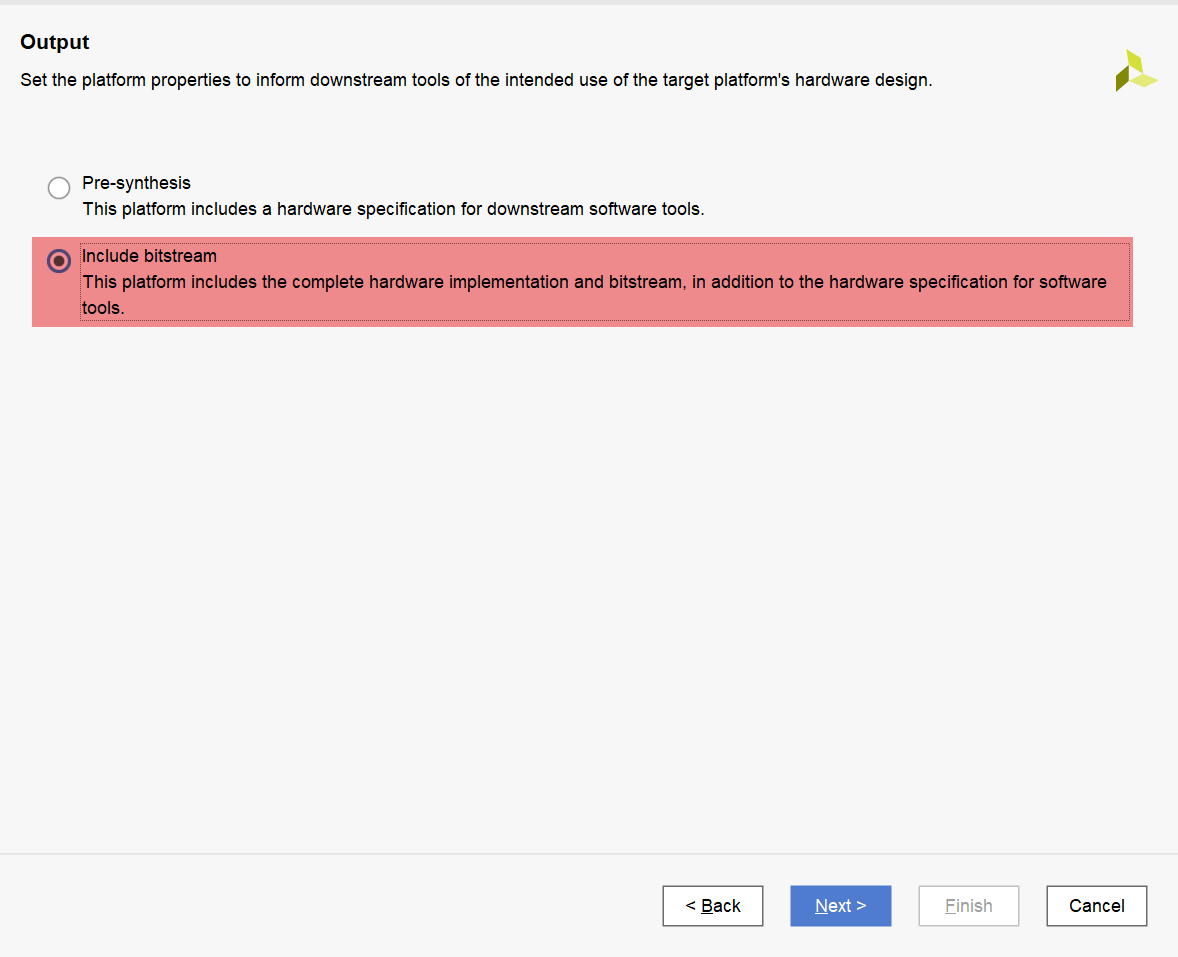 Output
Set the platform properties to inform downstream tools of the intended use of the target platform's hardware design.
Pre-synthesis
This platform includes a hardware specification for downstream software tools.
Include bitstream
This platform includes the complete hardware implementation and bitstream, in addition to the hardware specification for software
tools.
< Back
Next >
Finish
Cancel